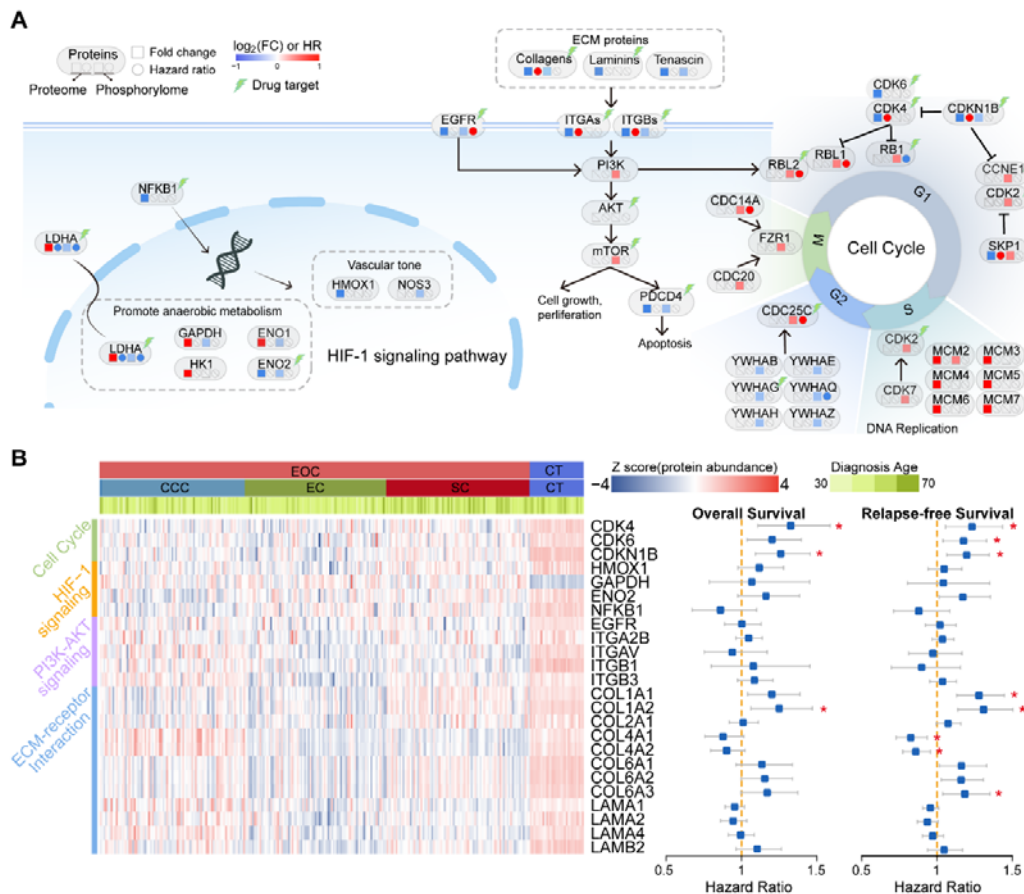 A
Proteins
Fold change
Hazard ratio
Proteome
Phosphorylome
log2(FC) or HR
−1 0 1
Drug target
ECM proteins
Collagens
Laminins
Tenascin
EGFR
ITGAs
ITGBs
PI3K
AKT
mTOR
Cell growth,
perliferation
PDCD4
Apoptosis
NFKB1
LDHA
Vascular tone
HMOX1
NOS3
Promote anaerobic metabolism
LDHA
GAPDH
ENO1
HK1
ENO2
HIF-1 signaling pathway
CDK6
CDK4
CDKN1B
RBL2
RBL1
RB1
CCNE1
CDK2
SKP1
CDC14A
FZR1
CDC20
Cell Cycle
G1
M
G2
S
CDC25C
YWHAB
YWHAE
YWHAG
YWHAQ
YWHAH
YWHAZ
CDK2
CDK7
MCM2
MCM3
MCM4
MCM5
MCM6
MCM7
DNA Replication
B
EOC
CT
CCC
EC
SC
CT
Z score(protein abundance)
−4
4
Diagnosis Age
30
70
Cell Cycle
HIF−1
signaling
PI3K-AKT
signaling
ECM-receptor
Interaction
CDK4
CDK6
CDKN1B
HMOX1
GAPDH
ENO2
NFKB1
EGFR
ITGA2B
ITGAV
ITGB1
ITGB3
COL1A1
COL1A2
COL2A1
COL4A1
COL4A2
COL6A1
COL6A2
COL6A3
LAMA1
LAMA2
LAMA4
LAMB2
Overall Survival
*
*
*
0.5 1 1.5
Hazard Ratio
Relapse-free Survival
*
*
*
*
*
*
*
*
0.5 1 1.5
Hazard Ratio